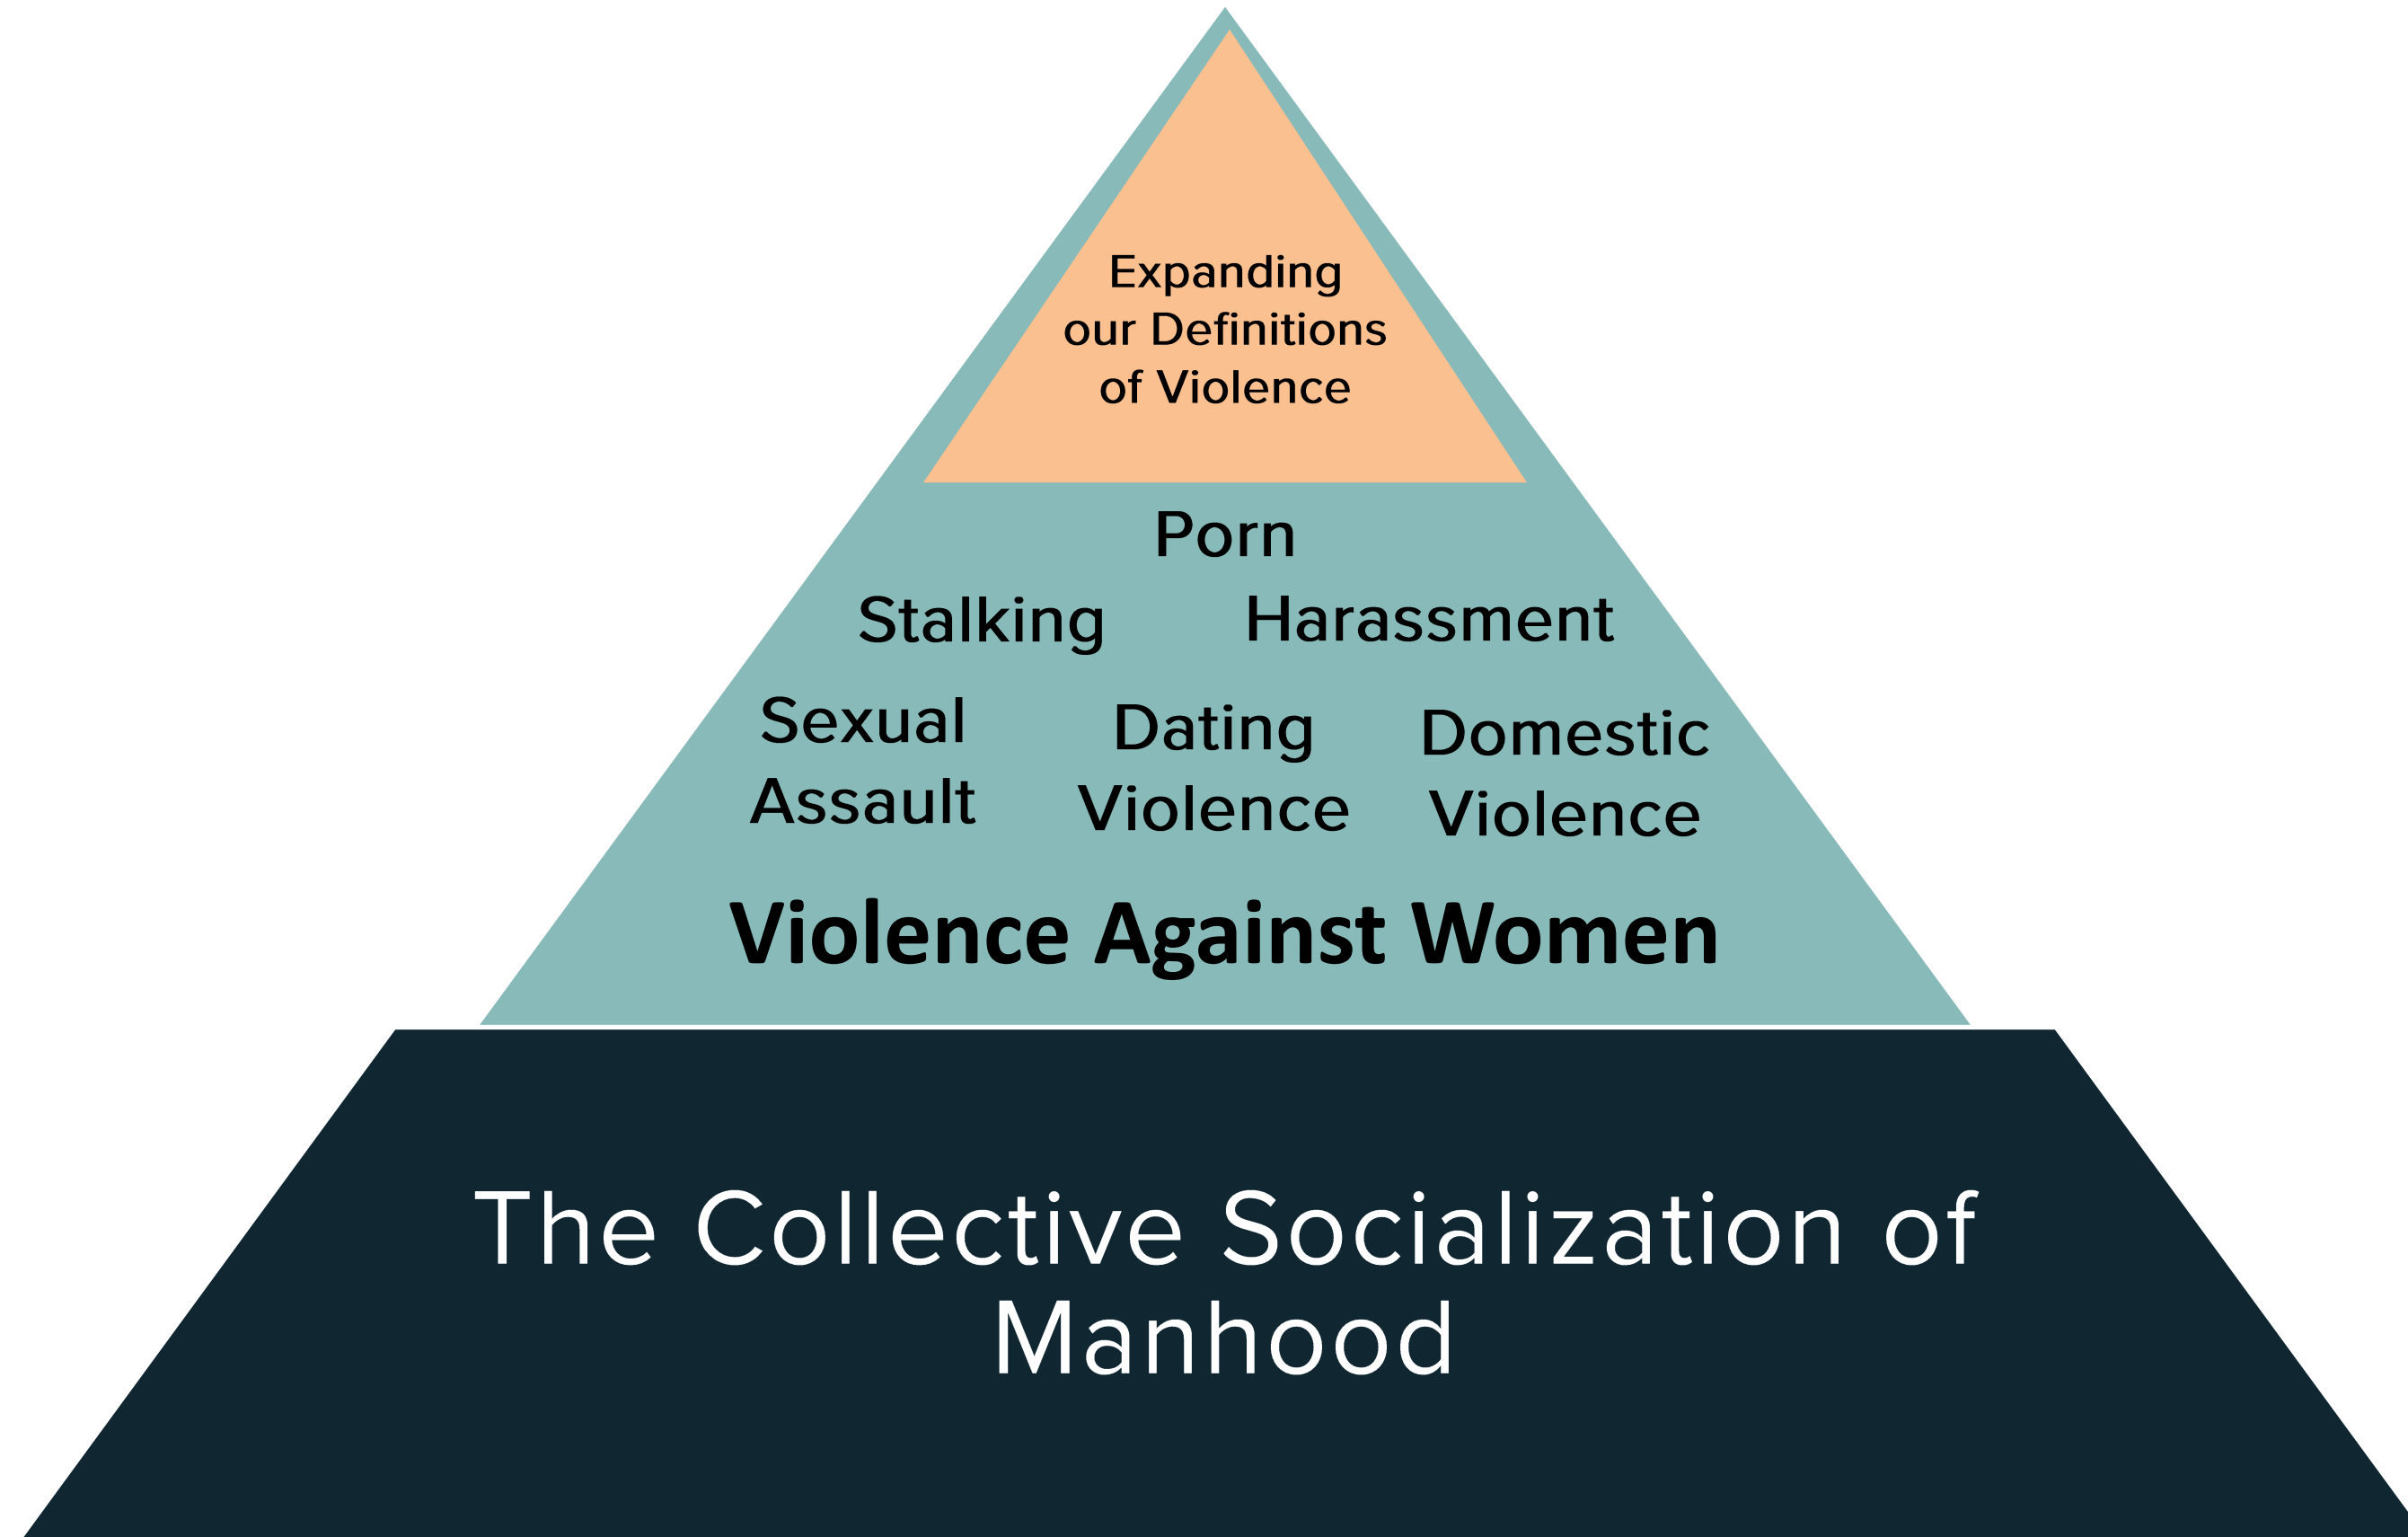 Expanding
our Definitions
of Violence
Porn
Stalking Harassment
Sexual Dating Domestic
Assault Violence Violence
Violence Against Women
The Collective Socialization of
Manhood